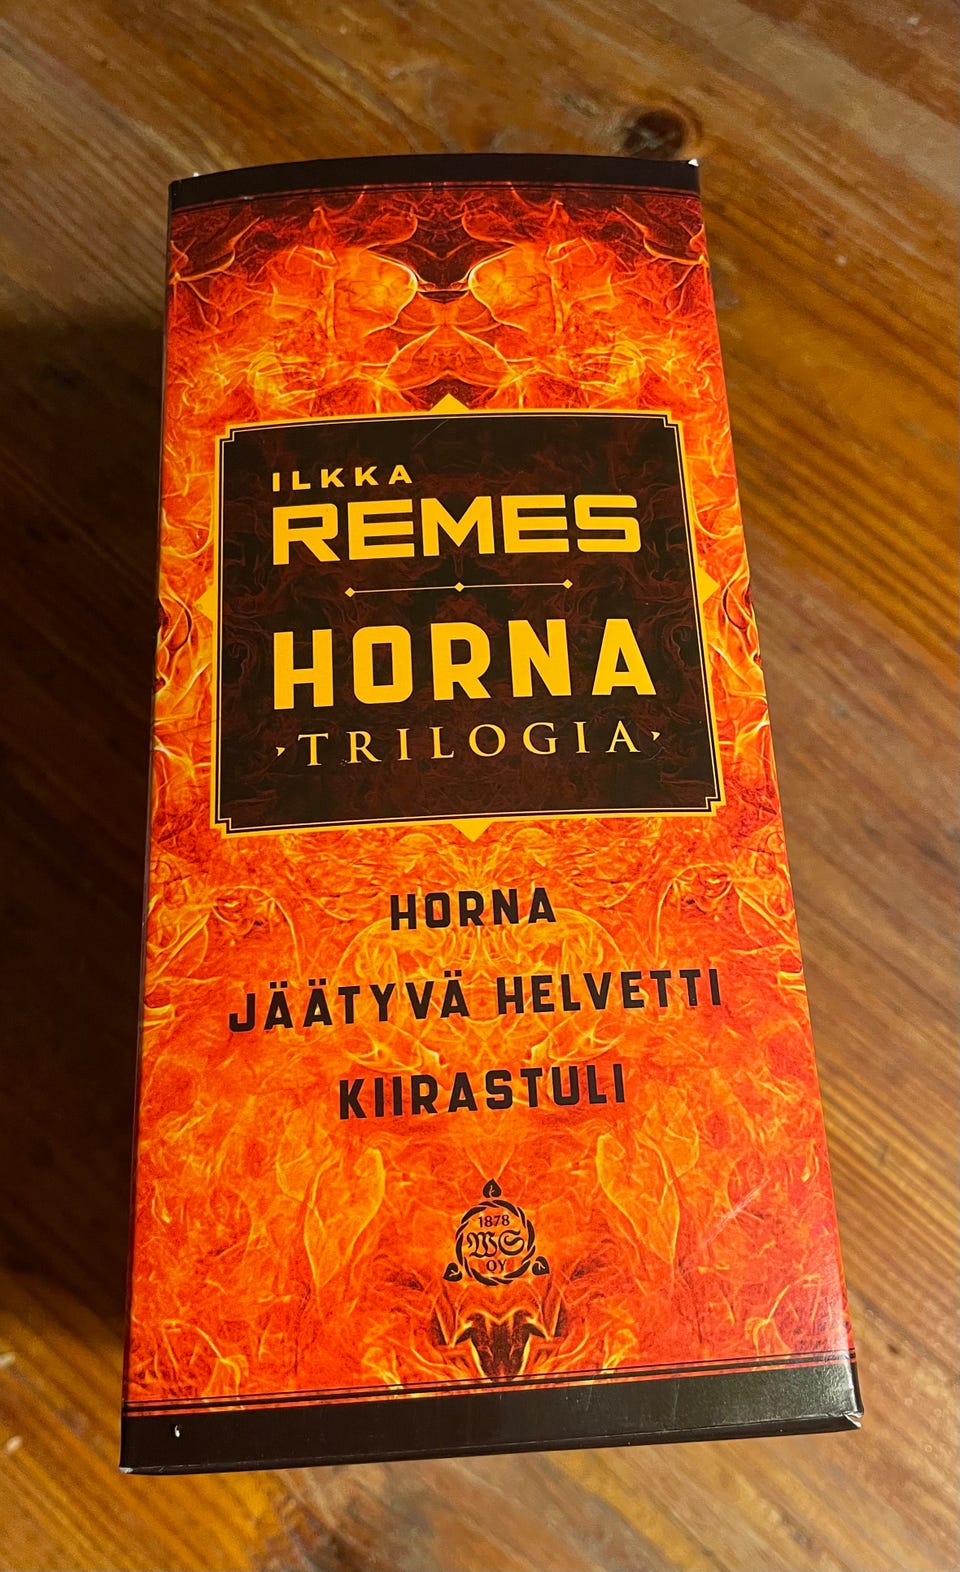 ILKKA
REMES
HORNA
TRILOGIA
HORNA
JÄÄTYVÄ HELVETTI
KIIRASTULI
1878
WS
OY